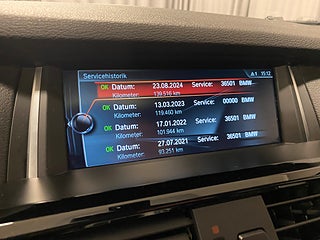 Servicehistorik
▲1 15:12
OK Datum: 23.08.2024 Service: 36501 BMW
Kilometer: 139.516 km
OK Datum: 13.03.2023 Service: 00000 BMW
Kilometer: 119.460 km
OK Datum: 17.01.2022 Service: 36501 BMW
Kilometer: 101.844 km
OK Datum: 27.07.2021 Service: 36501 BMW
Kilometer: 93.251 km